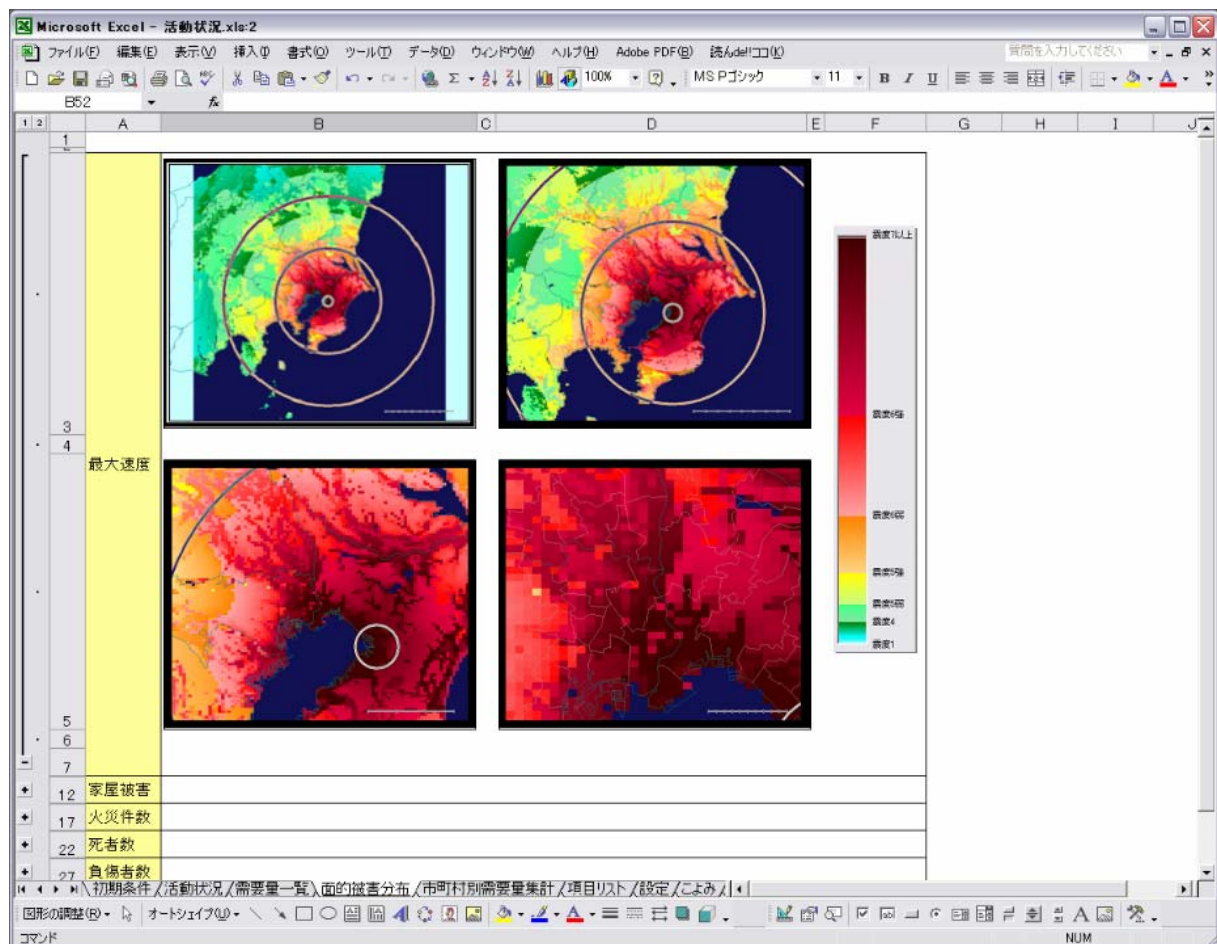 Microsoft Excel - 活動状況.xls:2
ファイル(F) 編集(E) 表示(V) 挿入(I) 書式(O) ツール(T) データ(D) ウィンドウ(W) ヘルプ(H) Adobe PDF(B) 読んde!!ココ(K) 質問を入力してください
100% MS Pゴシック 11 B I U
B52 fx
1 2 A B C D E F G H I J
1
3
4
5
6
7
最大速度
震度7以上
震度6強
震度6弱
震度5強
震度5弱
震度4
震度1
12 家屋被害
17 火災件数
22 死者数
27 負傷者数
初期条件 活動状況 需要量一覧 面的被害分布 市町村別需要量集計 項目リスト 設定 こよみ
図形の調整(R) オートシェイプ(U)
コマンド NUM